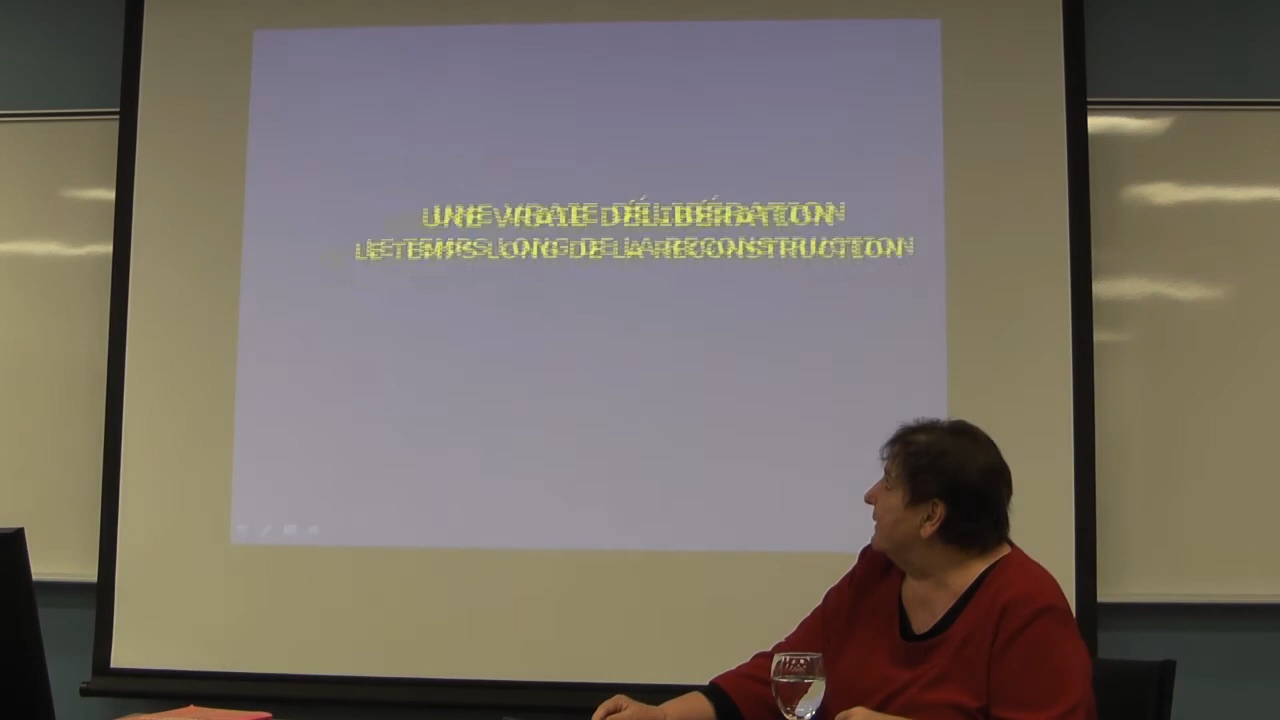 UNE VRAIE DÉLIBÉRATION
LE TEMPS LONG DE LA RECONSTRUCTION